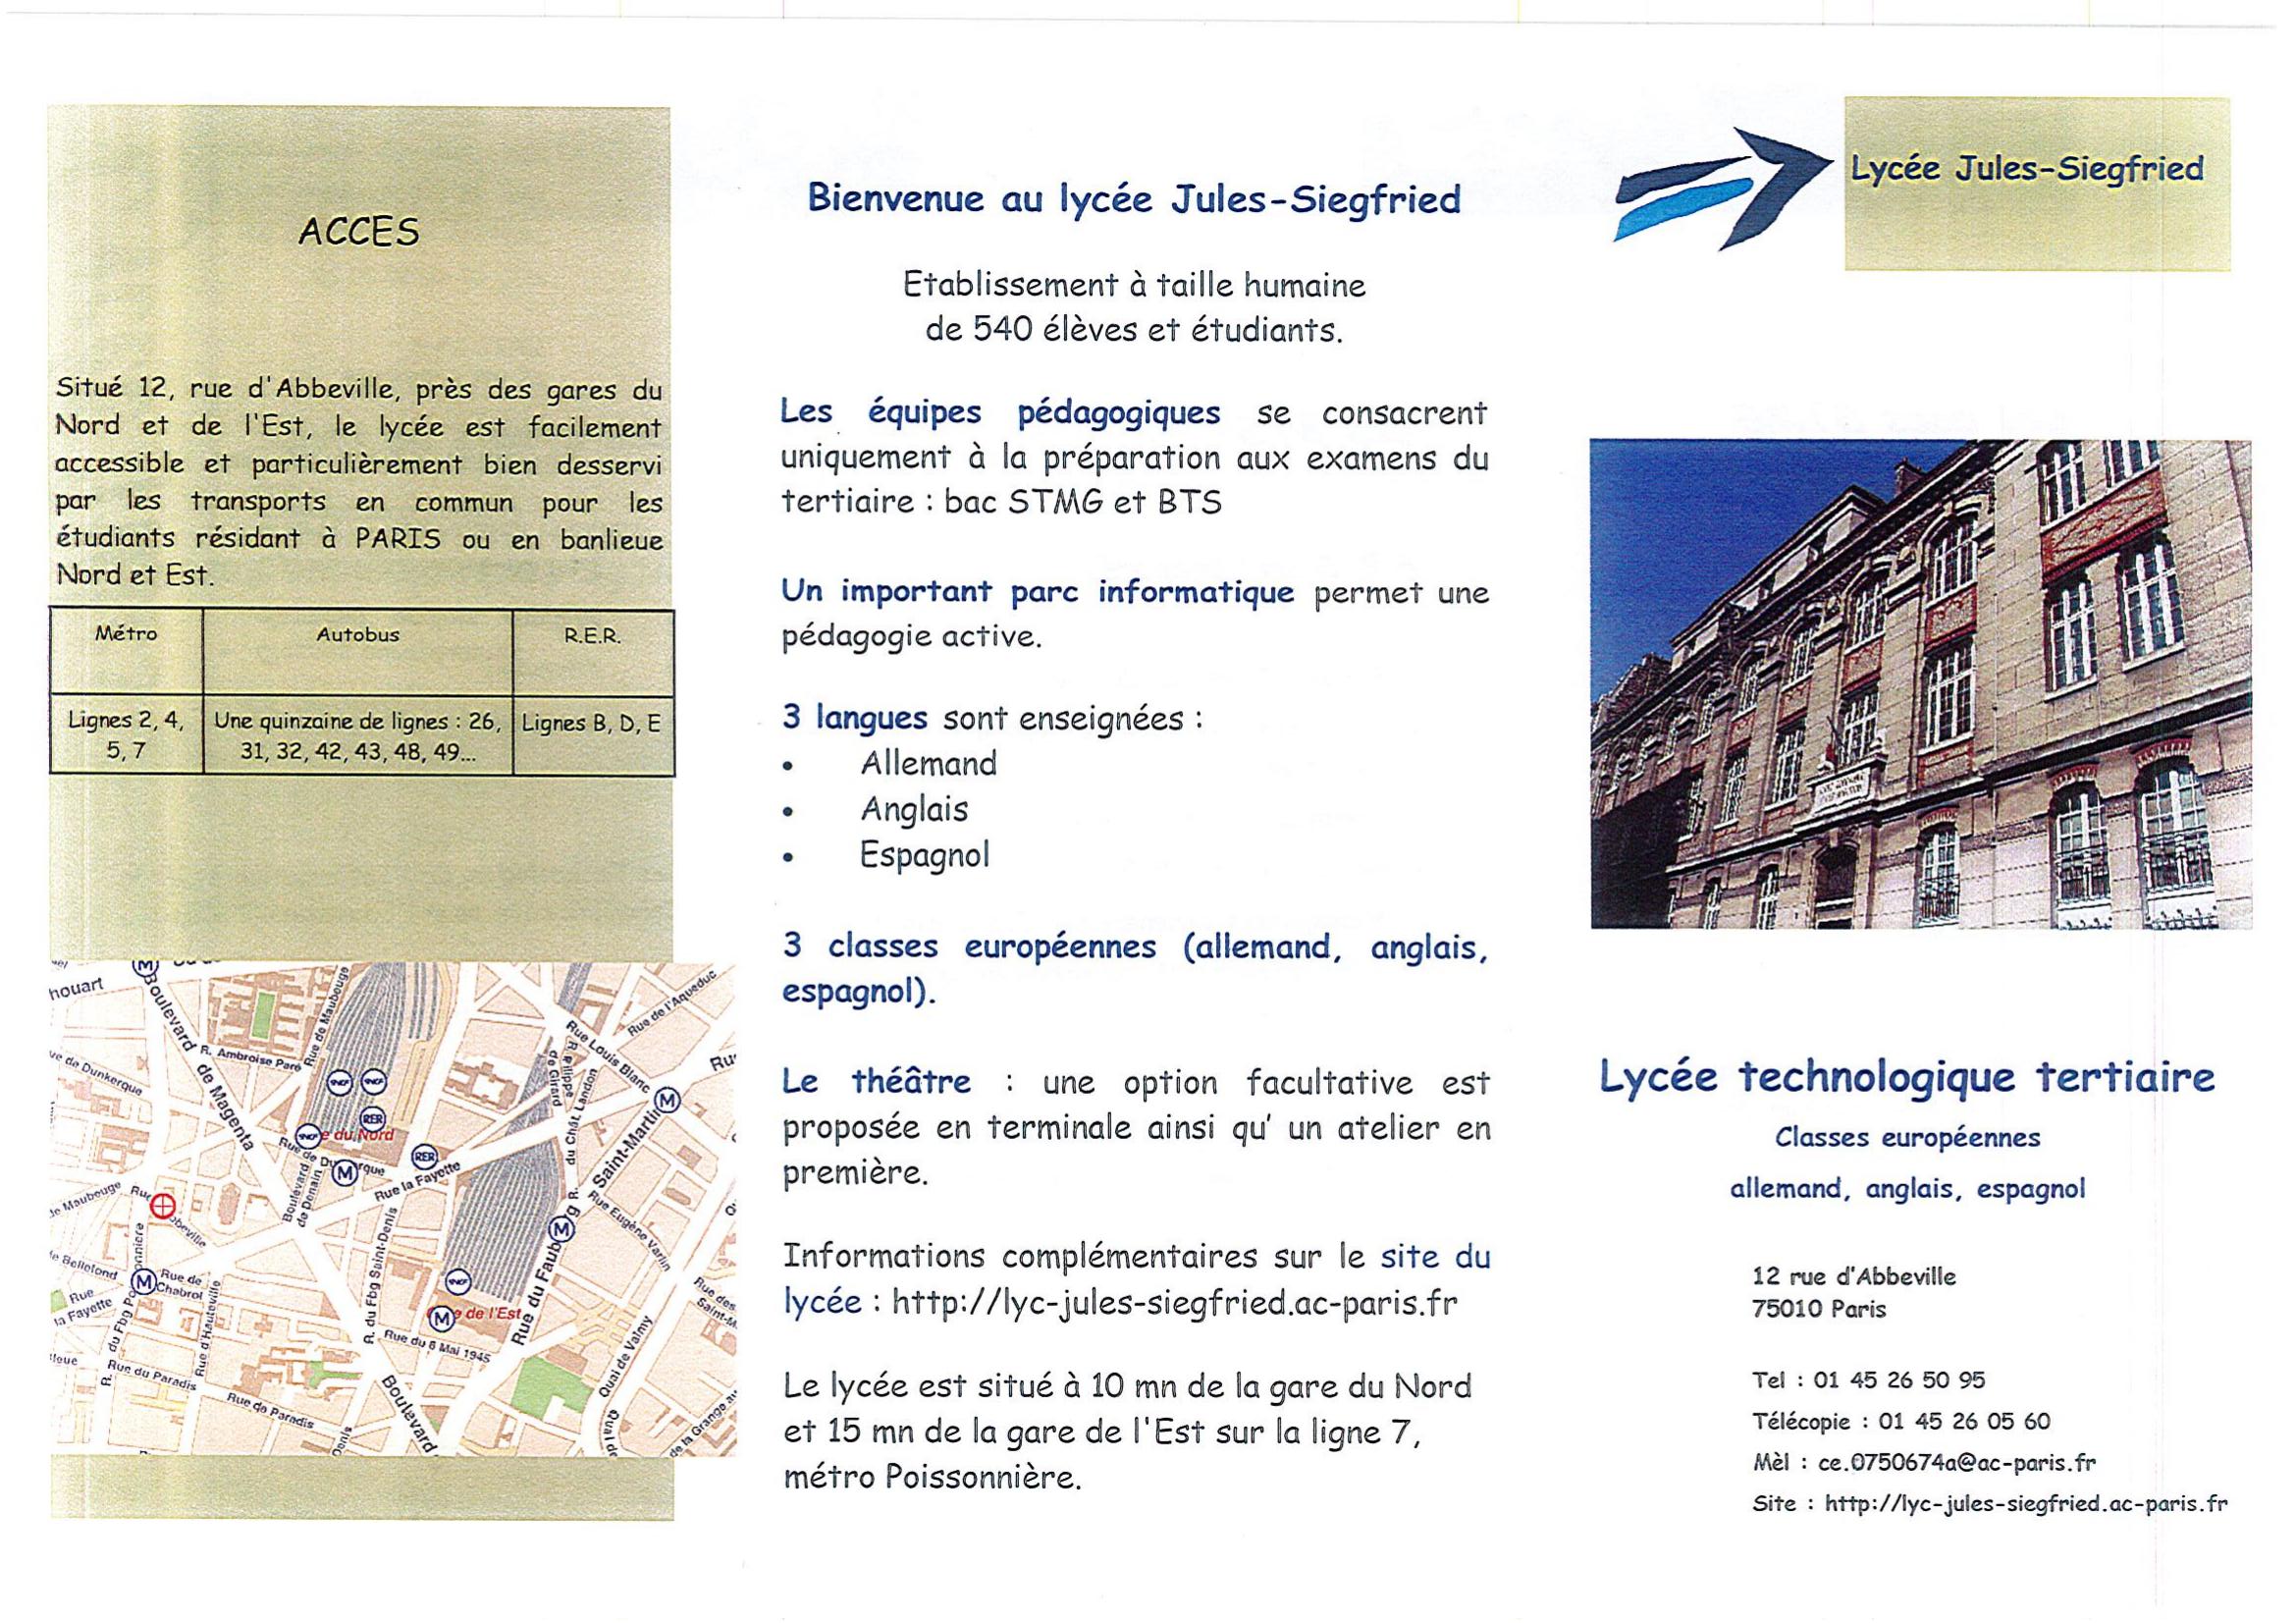 ACCES
Situé 12, rue d'Abbeville, près des gares du
Nord et de l'Est, le lycée est facilement
accessible et particulièrement bien desservi
par les transports en commun pour les
étudiants résidant à PARIS ou en banlieue
Nord et Est.
Métro
Autobus
R.E.R.
Lignes 2, 4,
5, 7
Une quinzaine de lignes : 26,
31, 32, 42, 43, 48, 49...
Lignes B, D, E
houart
Boulevard de Magenta
Rue de Maubeuge
R. Ambroise Paré
ve de Dunkerque
Rue de l'Aqueduc
Rue Louis Blanc
R. Philippe de Girard
du Chât. Landon
Saint-Martin
M
SNCF
SNCF
RER
SNCF
e du Nord
RER
M
Boulevard de Denain
Rue la Fayette
de Maubeuge
Rue
beville
de Bellefond
M
Rue de Chabrol
Rue la Fayette
R. du Fbg Saint-Denis
Rue d'Hauteville
Rue Eugène Varlin
M
SNCF
M
de l'Est
Rue du 8 Mai 1945
Rue du Faub
Rue du Paradis
Rue de Paradis
Boulevard
Denis
Quai de Valmy
Quai de
Rue des
Saint-M
de la Grange au
bleue
Bienvenue au lycée Jules-Siegfried
Etablissement à taille humaine
de 540 élèves et étudiants.
Les équipes pédagogiques se consacrent
uniquement à la préparation aux examens du
tertiaire : bac STMG et BTS
Un important parc informatique permet une
pédagogie active.
3 langues sont enseignées :
• Allemand
• Anglais
• Espagnol
3 classes européennes (allemand, anglais,
espagnol).
Le théâtre : une option facultative est
proposée en terminale ainsi qu' un atelier en
première.
Informations complémentaires sur le site du
lycée : http://lyc-jules-siegfried.ac-paris.fr
Le lycée est situé à 10 mn de la gare du Nord
et 15 mn de la gare de l'Est sur la ligne 7,
métro Poissonnière.
Lycée Jules-Siegfried
Lycée technologique tertiaire
Classes européennes
allemand, anglais, espagnol
12 rue d'Abbeville
75010 Paris
Tel : 01 45 26 50 95
Télécopie : 01 45 26 05 60
Mèl : ce.0750674a@ac-paris.fr
Site : http://lyc-jules-siegfried.ac-paris.fr